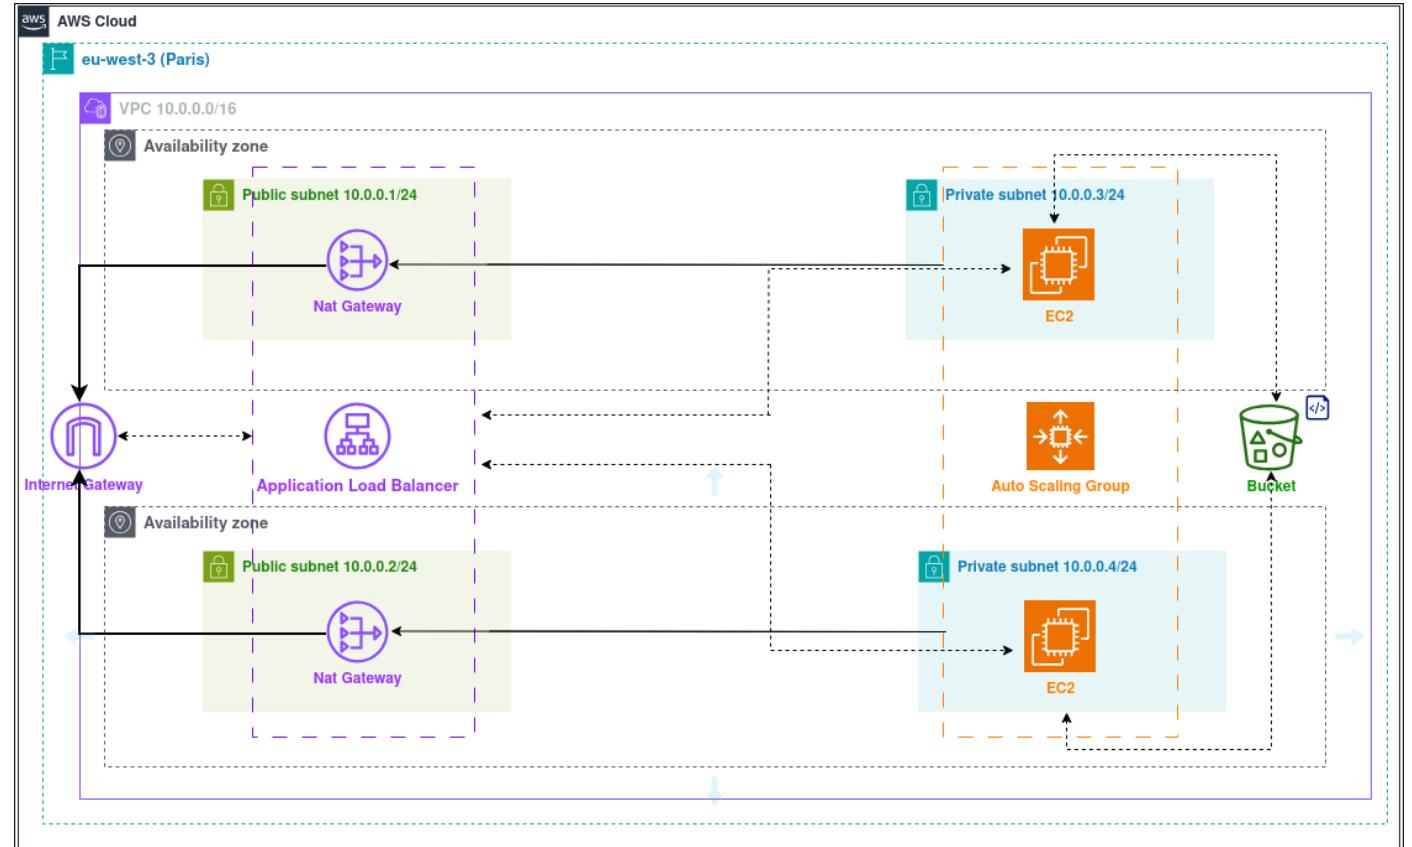 aws AWS Cloud
eu-west-3 (Paris)
VPC 10.0.0.0/16
Availability zone
Public subnet 10.0.0.1/24
Private subnet 10.0.0.3/24
Nat Gateway
EC2
</>
Internet Gateway
Application Load Balancer
Auto Scaling Group
Bucket
Availability zone
Public subnet 10.0.0.2/24
Private subnet 10.0.0.4/24
Nat Gateway
EC2